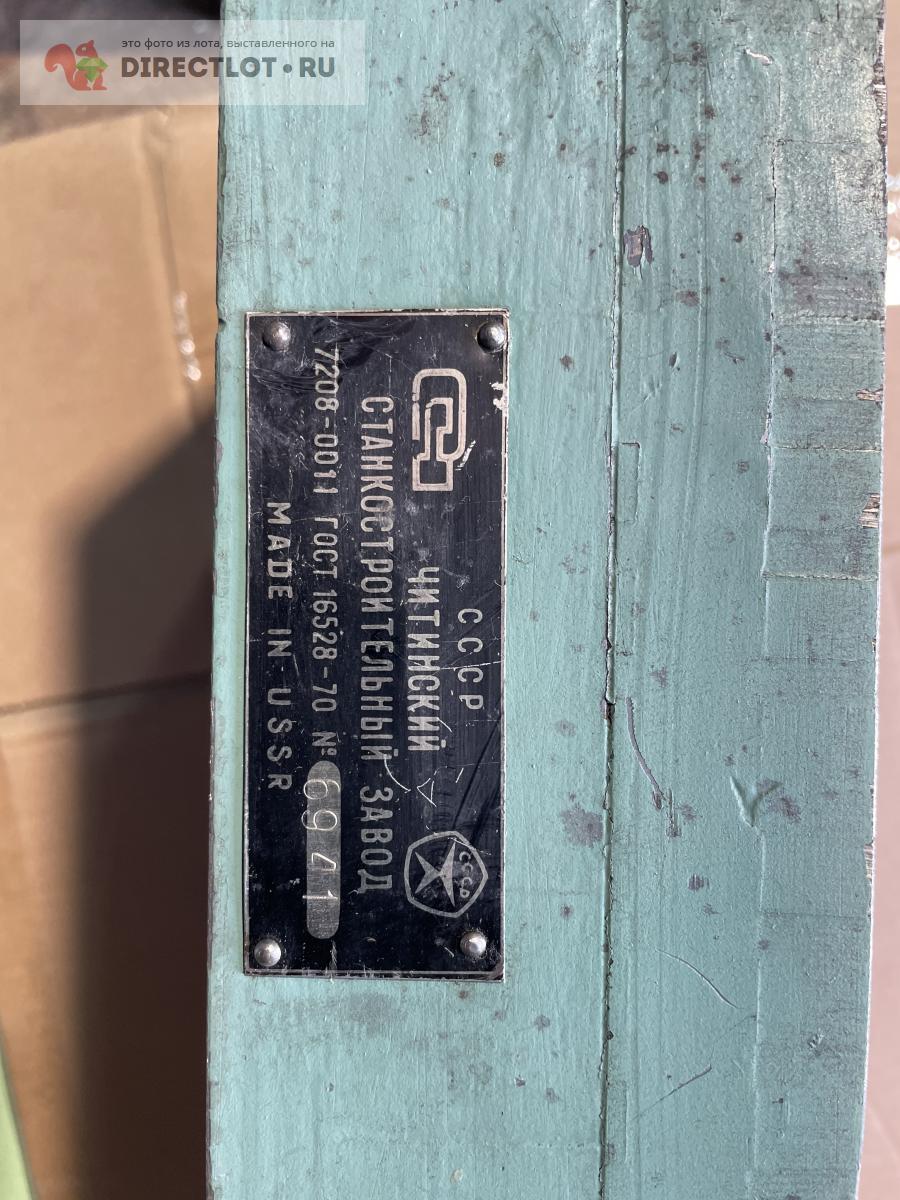 это фото из лота, выставленного на
DIRECTLOT.RU
СССР
ЧИТИНСКИЙ
СТАНКОСТРОИТЕЛЬНЫЙ ЗАВОД
7208-0011 ГОСТ 16528-70 № 6941
MADE IN USSR
СССР